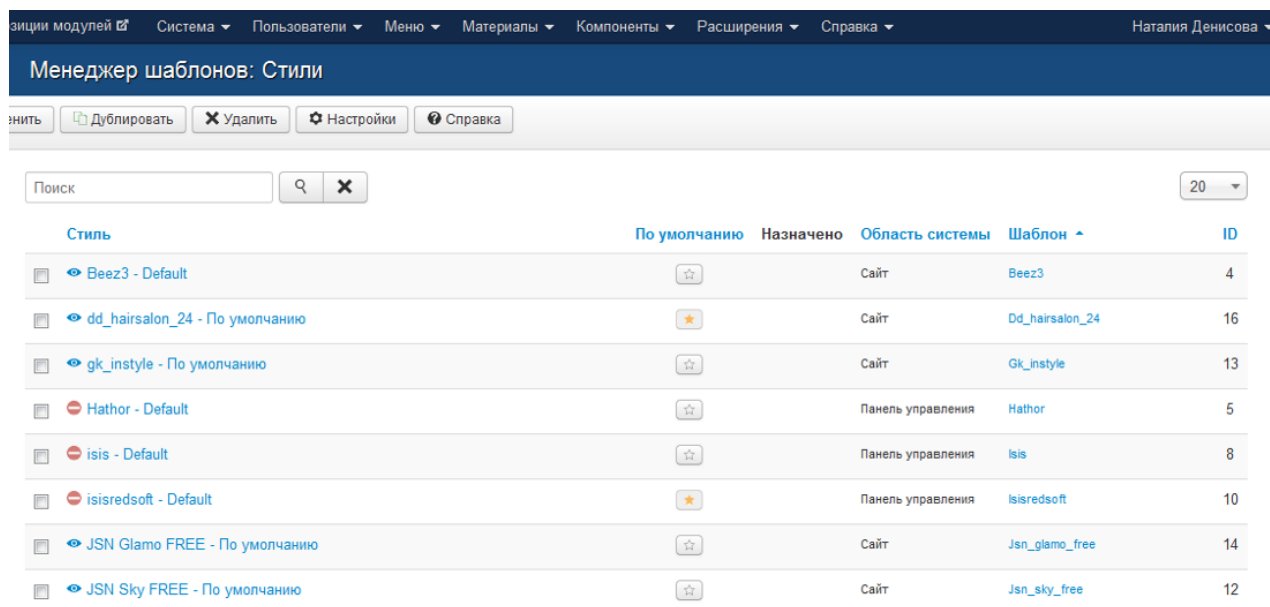 зиции модулей Система Пользователи Меню Материалы Компоненты Расширения Справка Наталия Денисова
Менеджер шаблонов: Стили
енить Дублировать Удалить Настройки Справка
Поиск 20
Стиль По умолчанию Назначено Область системы Шаблон ID
Beez3 - Default Сайт Beez3 4
dd_hairsalon_24 - По умолчанию Сайт Dd_hairsalon_24 16
gk_instyle - По умолчанию Сайт Gk_instyle 13
Hathor - Default Панель управления Hathor 5
isis - Default Панель управления Isis 8
isisredsoft - Default Панель управления Isisredsoft 10
JSN Glamo FREE - По умолчанию Сайт Jsn_glamo_free 14
JSN Sky FREE - По умолчанию Сайт Jsn_sky_free 12